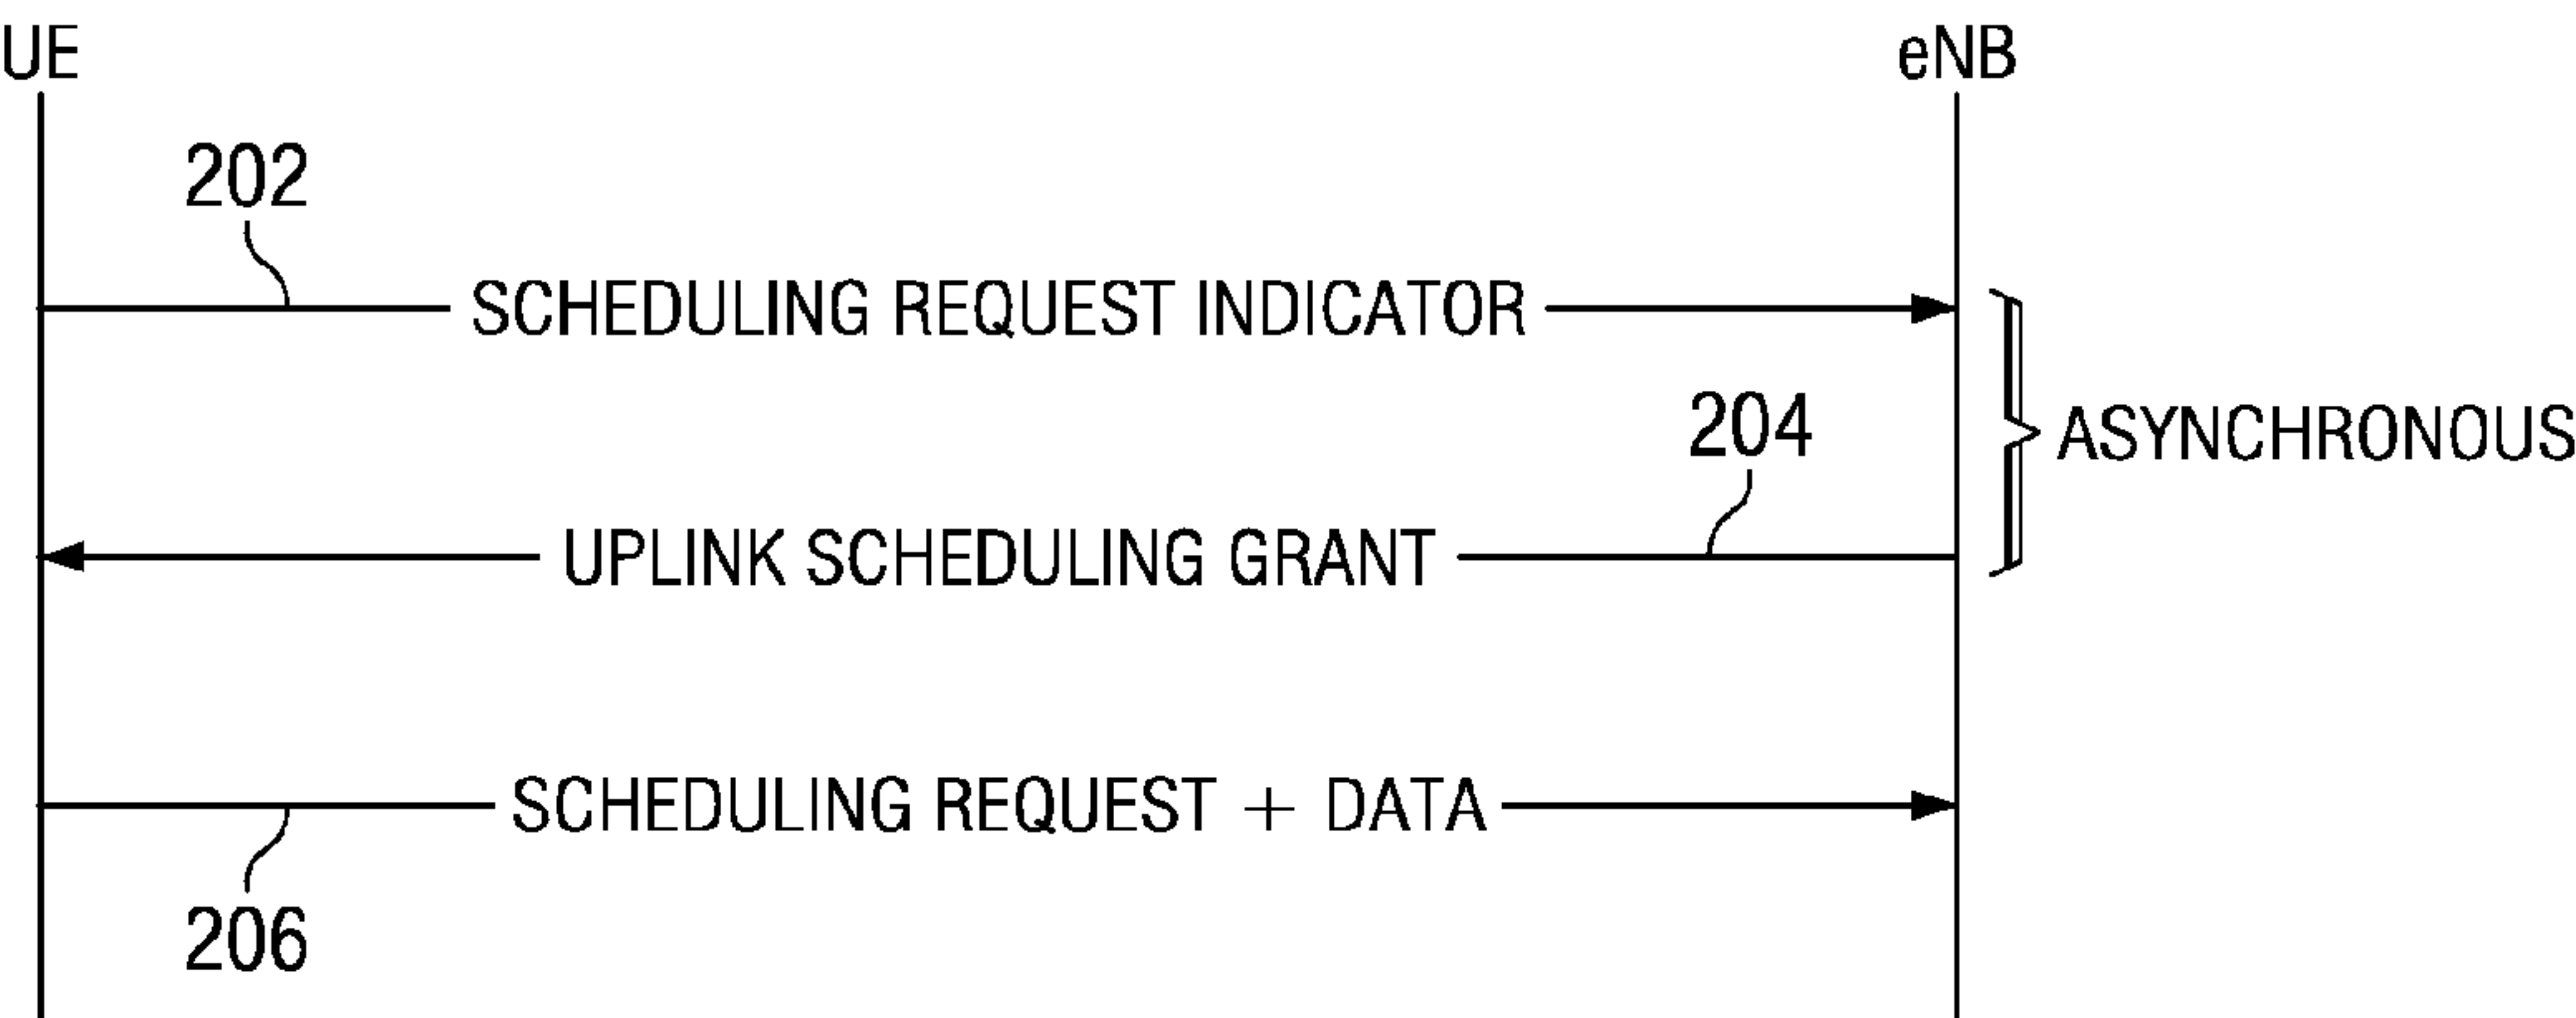 UE
eNB
202
SCHEDULING REQUEST INDICATOR
204
ASYNCHRONOUS
UPLINK SCHEDULING GRANT
SCHEDULING REQUEST + DATA
206